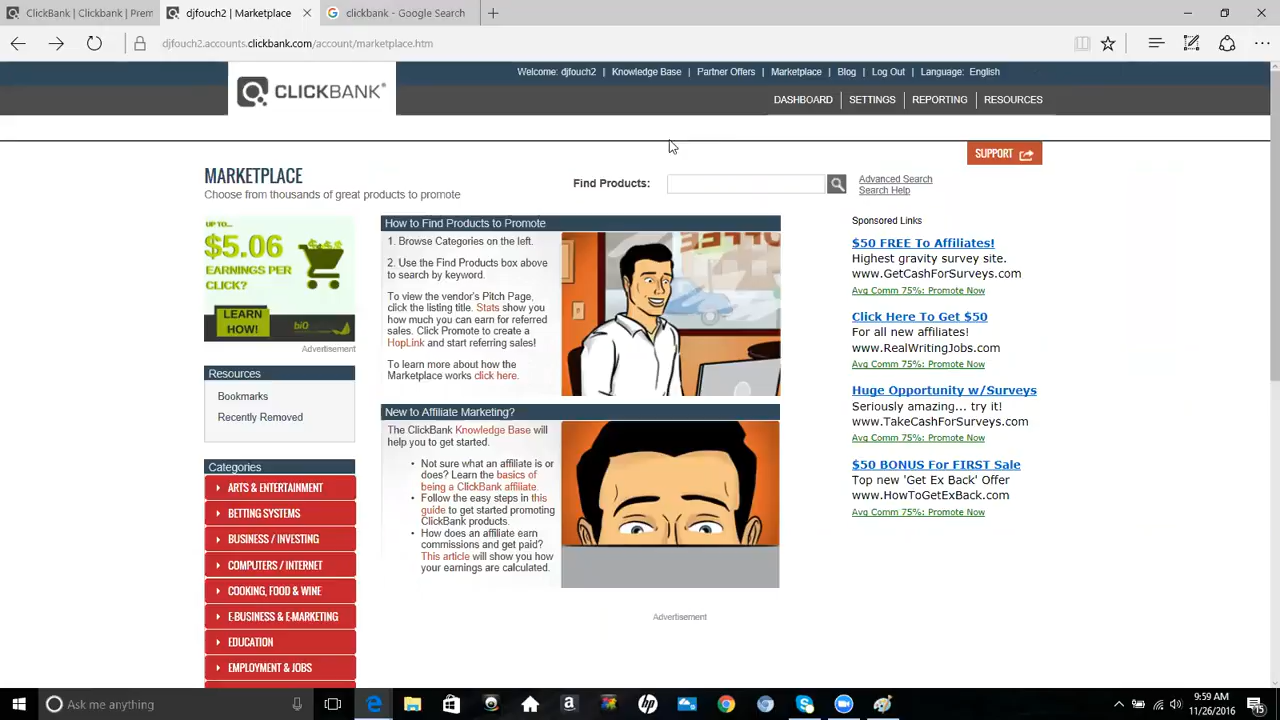 ClickBank | ClickBank | Prem
djfouch2 | Marketplace
clickbank - Google Search
djfouch2.accounts.clickbank.com/account/marketplace.htm
Welcome: djfouch2 | Knowledge Base | Partner Offers | Marketplace | Blog | Log Out | Language: English
CLICKBANK®
DASHBOARD | SETTINGS | REPORTING | RESOURCES
SUPPORT
MARKETPLACE
Choose from thousands of great products to promote
Find Products:
Advanced Search
Search Help
UP TO...
$5.06
EARNINGS PER
CLICK?
LEARN
HOW!
Advertisement
Resources
Bookmarks
Recently Removed
Categories
ARTS & ENTERTAINMENT
BETTING SYSTEMS
BUSINESS / INVESTING
COMPUTERS / INTERNET
COOKING, FOOD & WINE
E-BUSINESS & E-MARKETING
EDUCATION
EMPLOYMENT & JOBS
How to Find Products to Promote
1. Browse Categories on the left.
2. Use the Find Products box above
to search by keyword.
To view the vendor's Pitch Page,
click the listing title. Stats show you
how much you can earn for referred
sales. Click Promote to create a
HopLink and start referring sales!
To learn more about how the
Marketplace works click here.
New to Affiliate Marketing?
The ClickBank Knowledge Base will
help you to get started.
• Not sure what an affiliate is or
does? Learn the basics of
being a ClickBank affiliate.
• Follow the easy steps in this
guide to get started promoting
ClickBank products.
• How does an affiliate earn
commissions and get paid?
This article will show you how
your earnings are calculated.
Advertisement
Sponsored Links
$50 FREE To Affiliates!
Highest gravity survey site.
www.GetCashForSurveys.com
Avg Comm 75%: Promote Now
Click Here To Get $50
For all new affiliates!
www.RealWritingJobs.com
Avg Comm 75%: Promote Now
Huge Opportunity w/Surveys
Seriously amazing... try it!
www.TakeCashForSurveys.com
Avg Comm 75%: Promote Now
$50 BONUS For FIRST Sale
Top new 'Get Ex Back' Offer
www.HowToGetExBack.com
Avg Comm 75%: Promote Now
Ask me anything
9:59 AM
11/26/2016